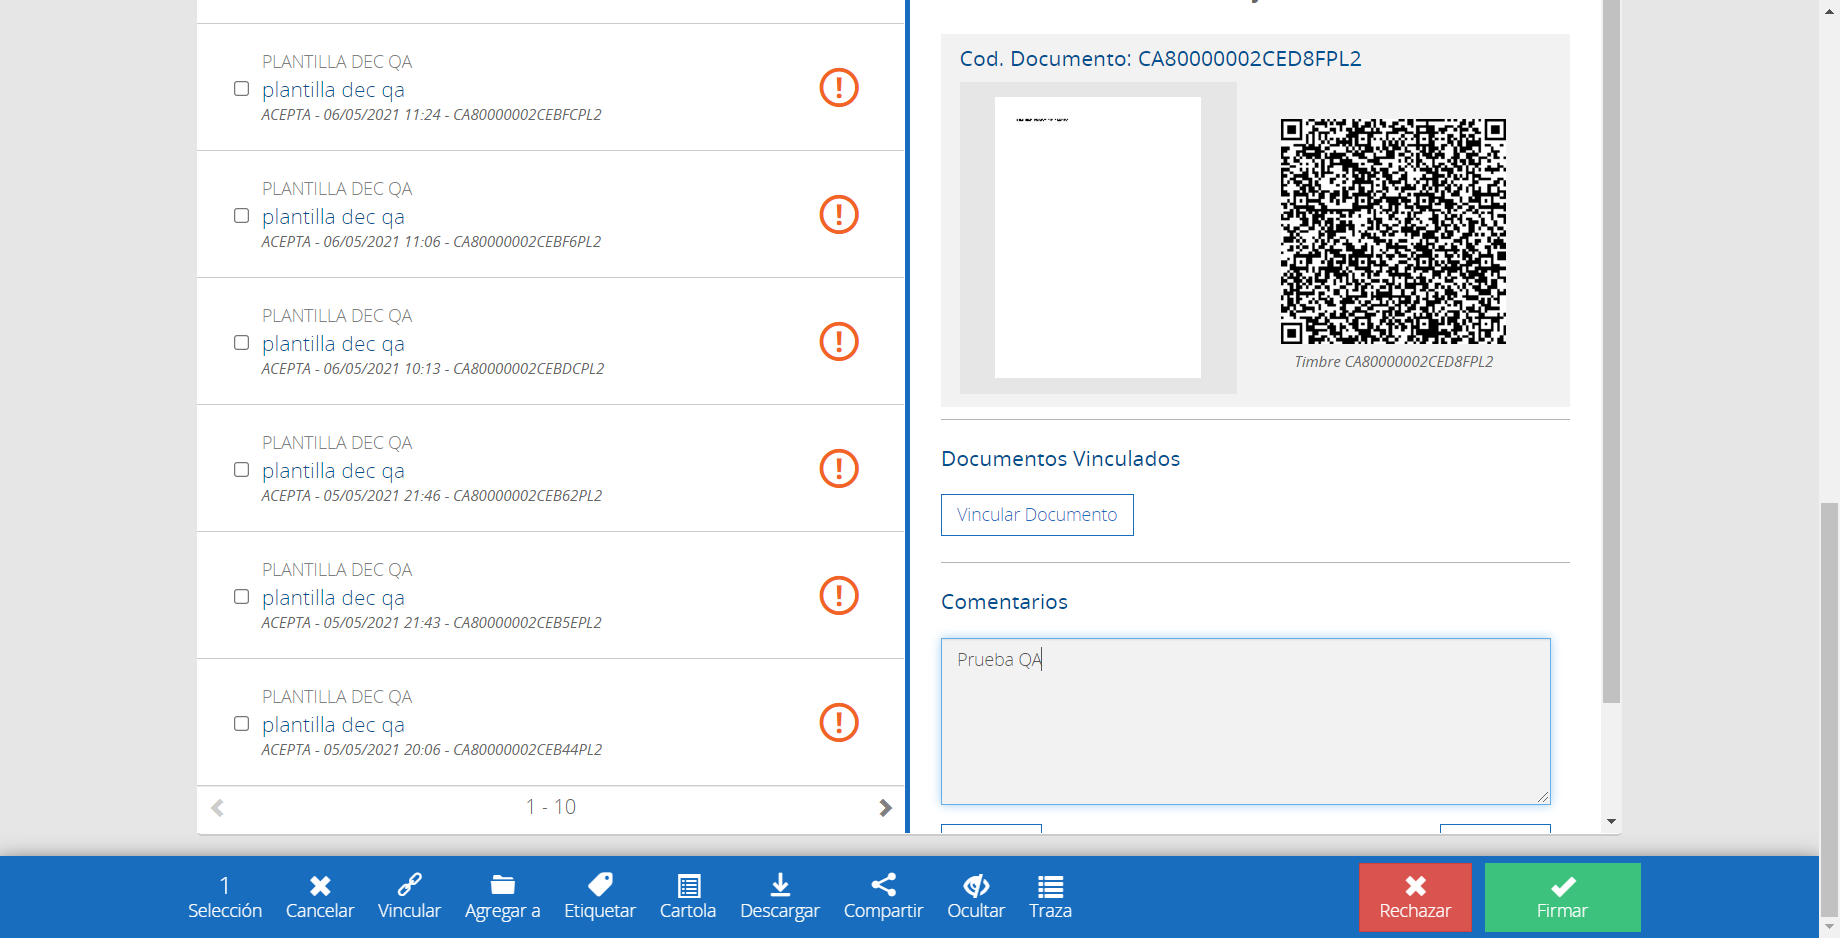 PLANTILLA DEC QA
plantilla dec qa
ACEPTA - 06/05/2021 11:24 - CA80000002CEBFCPL2
PLANTILLA DEC QA
plantilla dec qa
ACEPTA - 06/05/2021 11:06 - CA80000002CEBF6PL2
PLANTILLA DEC QA
plantilla dec qa
ACEPTA - 06/05/2021 10:13 - CA80000002CEBDCPL2
PLANTILLA DEC QA
plantilla dec qa
ACEPTA - 05/05/2021 21:46 - CA80000002CEB62PL2
PLANTILLA DEC QA
plantilla dec qa
ACEPTA - 05/05/2021 21:43 - CA80000002CEB5EPL2
PLANTILLA DEC QA
plantilla dec qa
ACEPTA - 05/05/2021 20:06 - CA80000002CEB44PL2
1 - 10
Cod. Documento: CA80000002CED8FPL2
Timbre CA80000002CED8FPL2
Documentos Vinculados
Vincular Documento
Comentarios
Prueba QA
1
Selección Cancelar Vincular Agregar a Etiquetar Cartola Descargar Compartir Ocultar Traza Rechazar Firmar